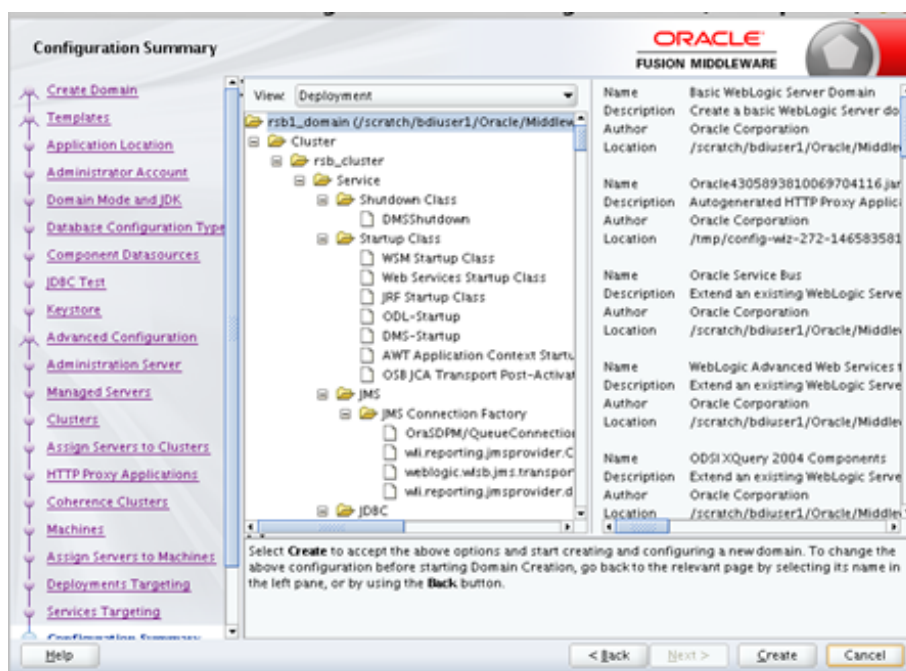 Configuration Summary
ORACLE
FUSION MIDDLEWARE
Create Domain
Templates
Application Location
Administrator Account
Domain Mode and JDK
Database Configuration Type
Component Datasources
JDBC Test
Keystore
Advanced Configuration
Administration Server
Managed Servers
Clusters
Assign Servers to Clusters
HTTP Proxy Applications
Coherence Clusters
Machines
Assign Servers to Machines
Deployments Targeting
Services Targeting
Configuration Summary
View: Deployment
rsb1_domain (/scratch/bdiuser1/Oracle/Middlew
Cluster
rsb_cluster
Service
Shutdown Class
DMSShutdown
Startup Class
WSM Startup Class
Web Services Startup Class
JRF Startup Class
ODL-Startup
DMS-Startup
AWT Application Context Startu
OSB JCA Transport Post-Activat
JMS
JMS Connection Factory
OraSDPM/QueueConnection
wli.reporting.jmsprovider.C
weblogic.wlsb.jms.transpor
wli.reporting.jmsprovider.d
JDBC
Name Basic WebLogic Server Domain
Description Create a basic WebLogic Server do
Author Oracle Corporation
Location /scratch/bdiuser1/Oracle/Middlew
Name Oracle4305893810069704116.jar
Description Autogenerated HTTP Proxy Applic
Author Oracle Corporation
Location /tmp/config-wiz-272-146583581
Name Oracle Service Bus
Description Extend an existing WebLogic Serve
Author Oracle Corporation
Location /scratch/bdiuser1/Oracle/Middlew
Name WebLogic Advanced Web Services f
Description Extend an existing WebLogic Serve
Author Oracle Corporation
Location /scratch/bdiuser1/Oracle/Middlew
Name ODSI XQuery 2004 Components
Description Extend an existing WebLogic Serve
Author Oracle Corporation
Location /scratch/bdiuser1/Oracle/Middlew
Select Create to accept the above options and start creating and configuring a new domain. To change the
above configuration before starting Domain Creation, go back to the relevant page by selecting its name in
the left pane, or by using the Back button.
Help
< Back
Next >
Create
Cancel